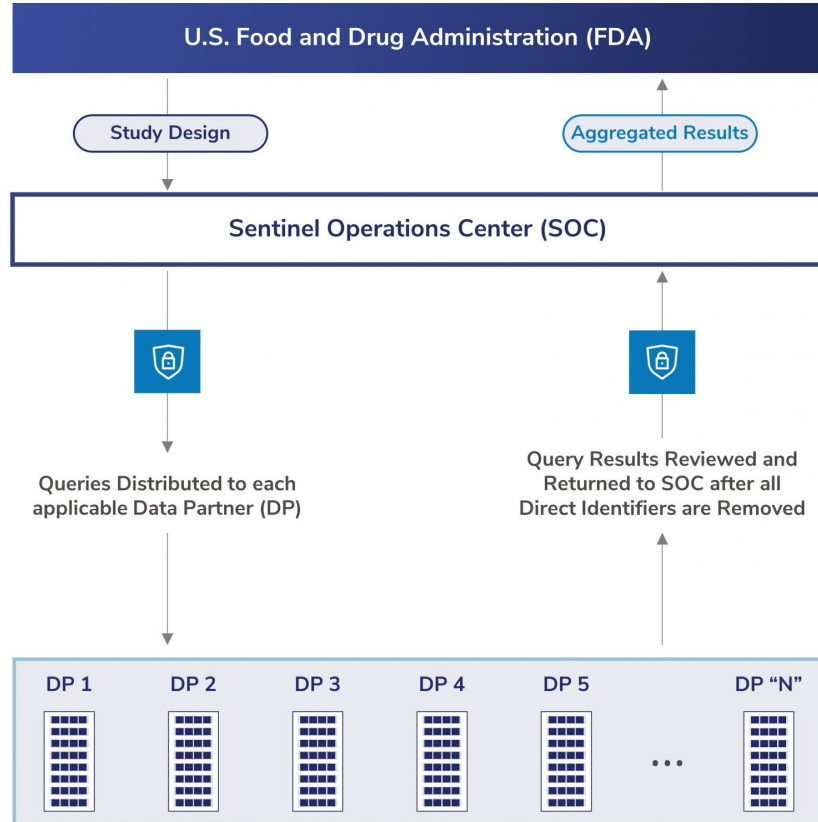 U.S. Food and Drug Administration (FDA)
Study Design
Aggregated Results
Sentinel Operations Center (SOC)
Queries Distributed to each
applicable Data Partner (DP)
Query Results Reviewed and
Returned to SOC after all
Direct Identifiers are Removed
DP 1
DP 2
DP 3
DP 4
DP 5
...
DP “N”